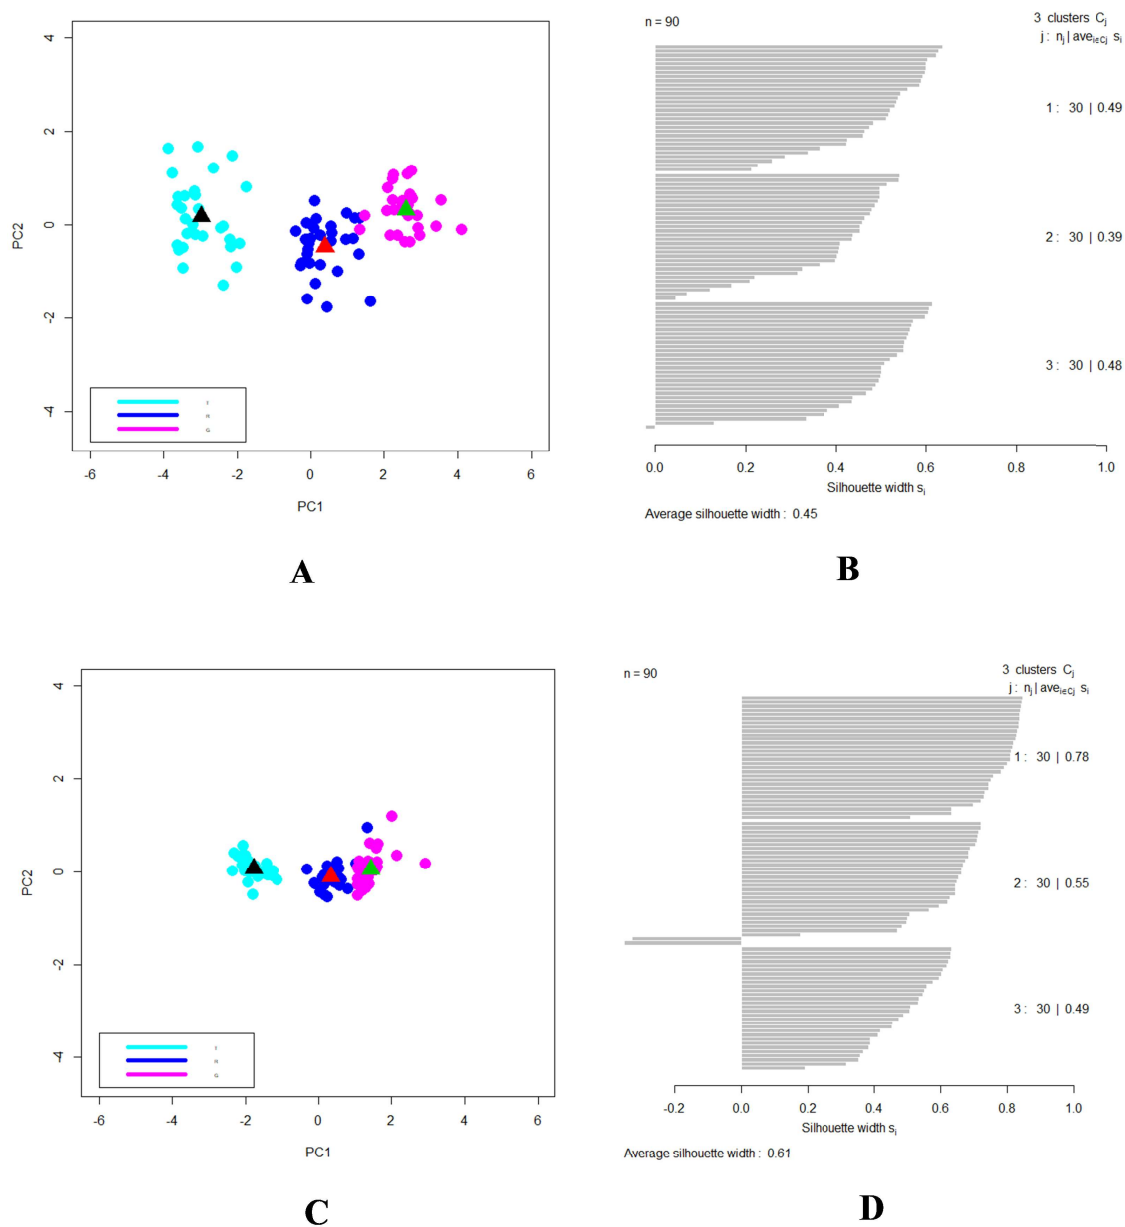 4
2
0
-2
-4
PC2
-6
-4
-2
0
2
4
6
PC1
R
G
A
n = 90
3 clusters Cj
j : nj | avei∈Cj si
1 : 30 | 0.49
2 : 30 | 0.39
3 : 30 | 0.48
0.0
0.2
0.4
0.6
0.8
1.0
Silhouette width si
Average silhouette width : 0.45
B
4
2
0
-2
-4
PC2
-6
-4
-2
0
2
4
6
PC1
R
G
C
n = 90
3 clusters Cj
j : nj | avei∈Cj si
1 : 30 | 0.78
2 : 30 | 0.55
3 : 30 | 0.49
-0.2
0.0
0.2
0.4
0.6
0.8
1.0
Silhouette width si
Average silhouette width : 0.61
D